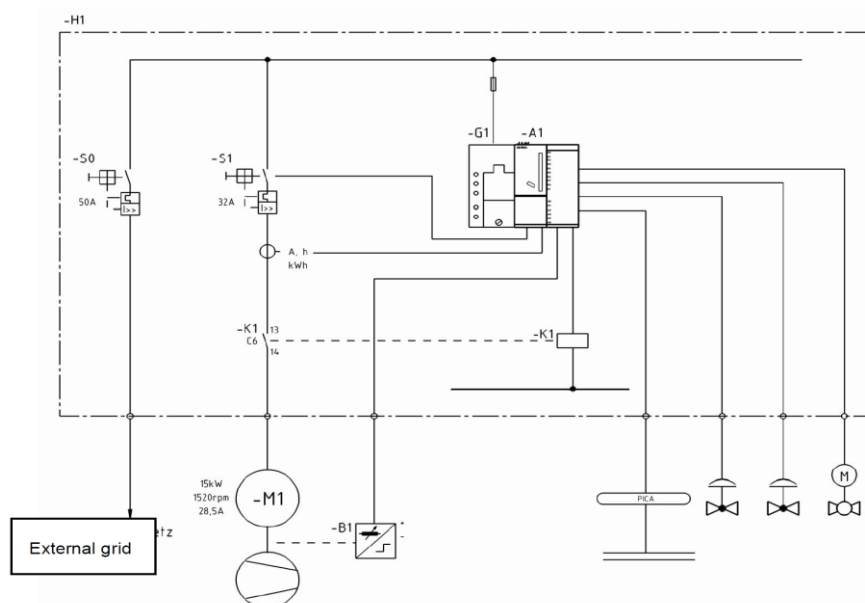 -H1
-G1 -A1
-S0
-S1
50A
I>>
32A
I>>
A, h
kWh
-K1 13
C6
14
-K1
15kW
1520rpm
28,5A
-M1
-B1
+
-
PICA
M
External grid
etz